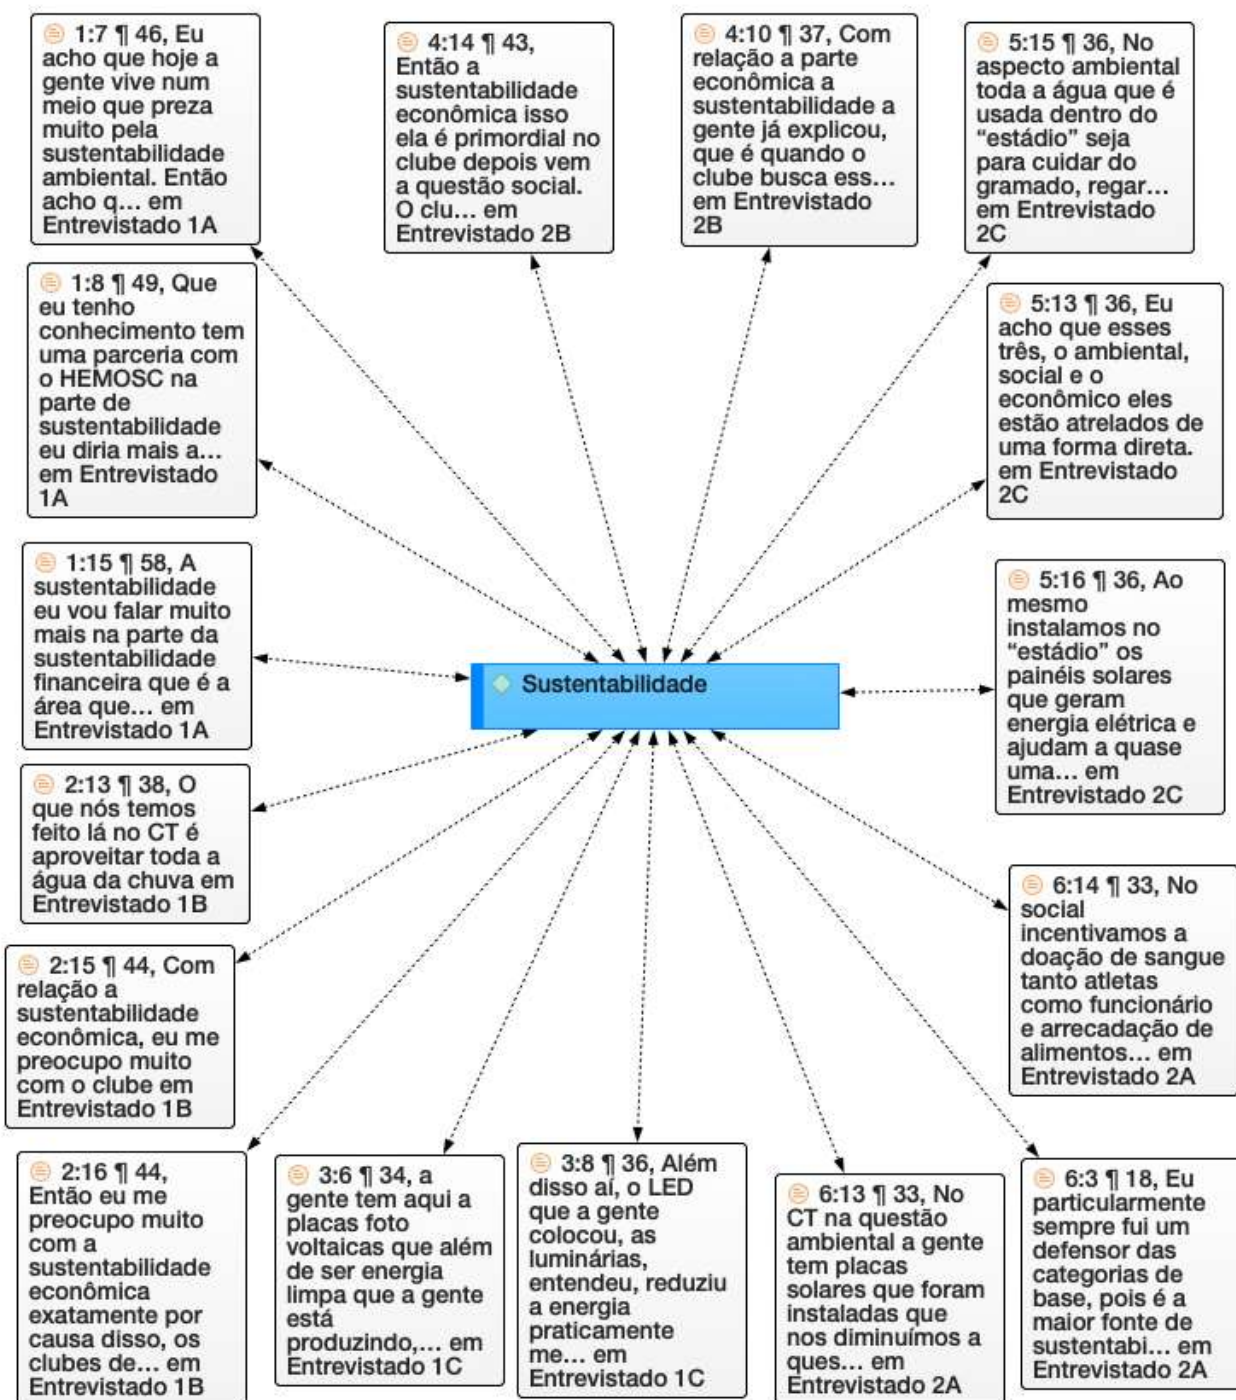 1:7 ¶ 46, Eu
acho que hoje a
gente vive num
meio que preza
muito pela
sustentabilidade
ambiental. Então
acho q... em
Entrevistado 1A
4:14 ¶ 43,
Então a
sustentabilidade
econômica isso
ela é primordial no
clube depois vem
a questão social.
O clu... em
Entrevistado 2B
4:10 ¶ 37, Com
relação a parte
econômica a
sustentabilidade a
gente já explicou,
que é quando o
clube busca ess...
em Entrevistado
2B
5:15 ¶ 36, No
aspecto ambiental
toda a água que é
usada dentro do
“estádio” seja
para cuidar do
gramado, regar...
em Entrevistado
2C
1:8 ¶ 49, Que
eu tenho
conhecimento tem
uma parceria com
o HEMOSC na
parte de
sustentabilidade
eu diria mais a...
em Entrevistado
1A
5:13 ¶ 36, Eu
acho que esses
três, o ambiental,
social e o
econômico eles
estão atrelados de
uma forma direta.
em Entrevistado
2C
1:15 ¶ 58, A
sustentabilidade
eu vou falar muito
mais na parte da
sustentabilidade
financeira que é a
área que... em
Entrevistado 1A
Sustentabilidade
5:16 ¶ 36, Ao
mesmo
instalamos no
“estádio” os
painéis solares
que geram
energia elétrica e
ajudam a quase
uma... em
Entrevistado 2C
2:13 ¶ 38, O
que nós temos
feito lá no CT é
aproveitar toda a
água da chuva em
Entrevistado 1B
6:14 ¶ 33, No
social
incentivamos a
doação de sangue
tanto atletas
como funcionário
e arrecadação de
alimentos... em
Entrevistado 2A
2:15 ¶ 44, Com
relação a
sustentabilidade
econômica, eu me
preocupo muito
com o clube em
Entrevistado 1B
2:16 ¶ 44,
Então eu me
preocupo muito
com a
sustentabilidade
econômica
exatamente por
causa disso, os
clubes de... em
Entrevistado 1B
3:6 ¶ 34, a
gente tem aqui a
placas foto
voltaicas que além
de ser energia
limpa que a gente
está
produzindo,... em
Entrevistado 1C
3:8 ¶ 36, Além
disso aí, o LED
que a gente
colocou, as
luminárias,
entendeu, reduziu
a energia
praticamente
me... em
Entrevistado 1C
6:13 ¶ 33, No
CT na questão
ambiental a gente
tem placas
solares que foram
instaladas que
nos diminuímos a
ques... em
Entrevistado 2A
6:3 ¶ 18, Eu
particularmente
sempre fui um
defensor das
categorias de
base, pois é a
maior fonte de
sustentabi... em
Entrevistado 2A